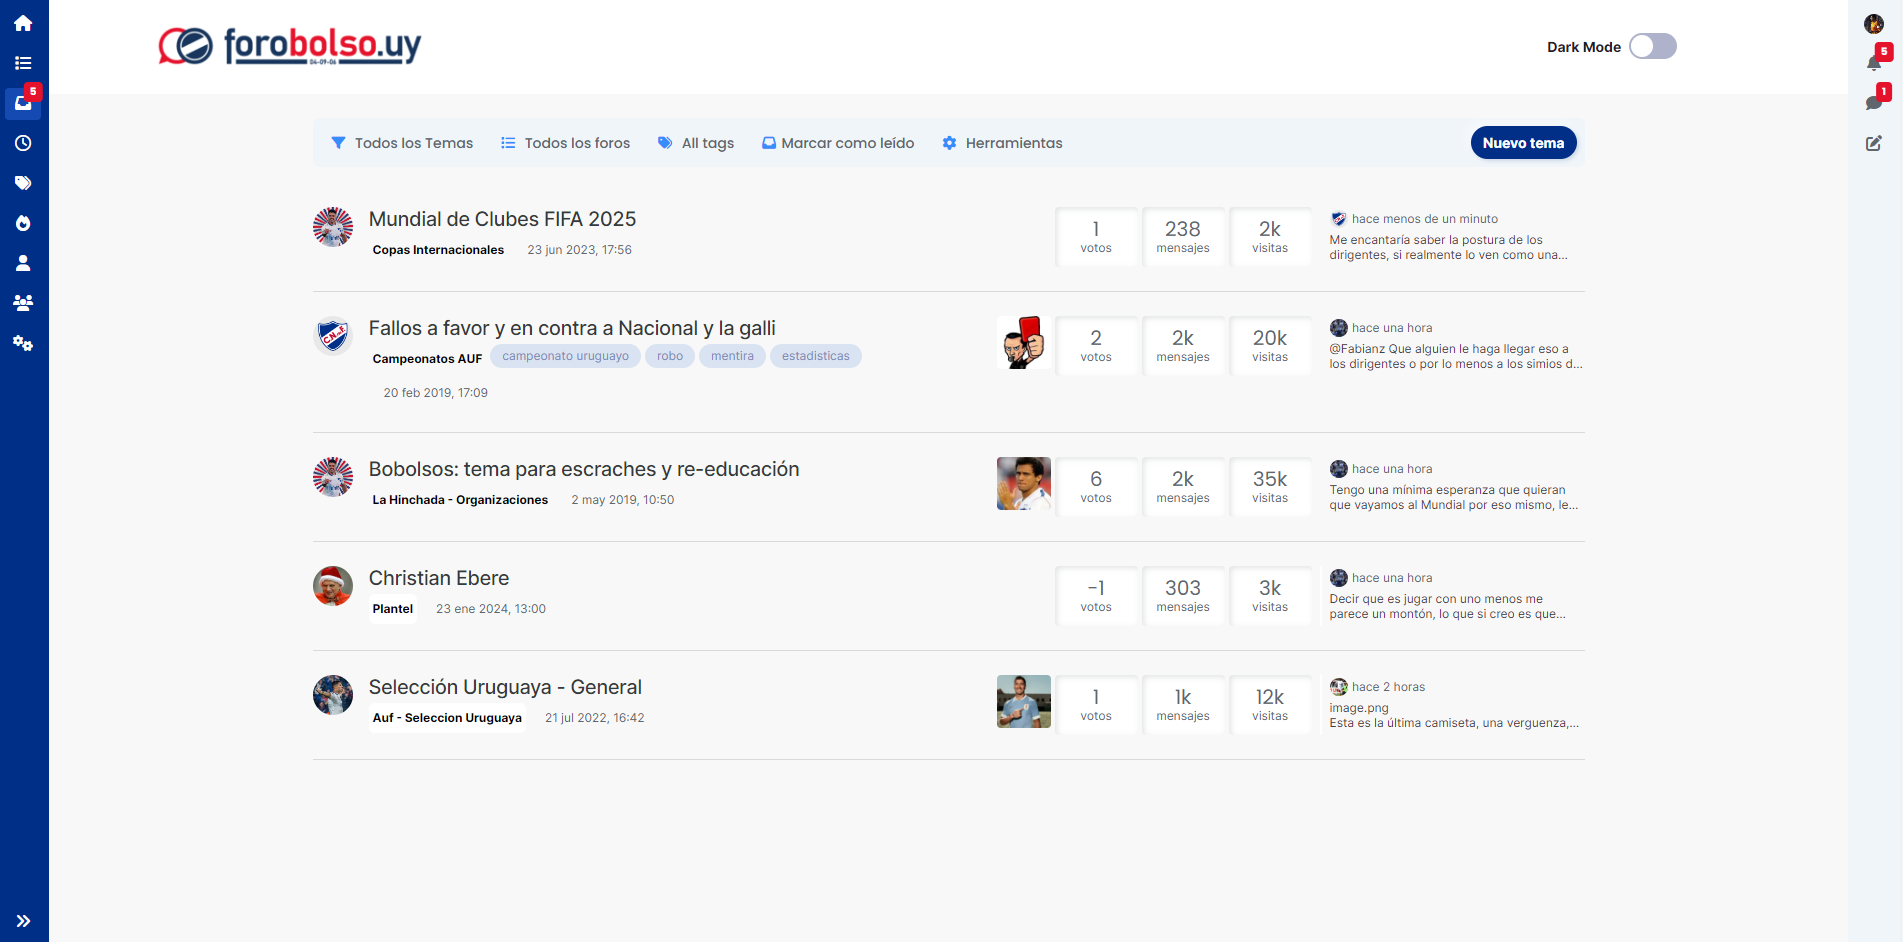 forobolso.uy
04-09-06
Dark Mode
5
5
1
Todos los Temas
Todos los foros
All tags
Marcar como leído
Herramientas
Nuevo tema
Mundial de Clubes FIFA 2025
Copas Internacionales
23 jun 2023, 17:56
1
votos
238
mensajes
2k
visitas
hace menos de un minuto
Me encantaría saber la postura de los
dirigentes, si realmente lo ven como una...
C.N.de F.
Fallos a favor y en contra a Nacional y la galli
Campeonatos AUF
campeonato uruguayo
robo
mentira
estadisticas
20 feb 2019, 17:09
2
votos
2k
mensajes
20k
visitas
hace una hora
@Fabianz Que alguien le haga llegar eso a
los dirigentes o por lo menos a los simios d...
Bobolsos: tema para escraches y re-educación
La Hinchada - Organizaciones
2 may 2019, 10:50
6
votos
2k
mensajes
35k
visitas
hace una hora
Tengo una mínima esperanza que quieran
que vayamos al Mundial por eso mismo, le...
Christian Ebere
Plantel
23 ene 2024, 13:00
-1
votos
303
mensajes
3k
visitas
hace una hora
Decir que es jugar con uno menos me
parece un montón, lo que si creo es que...
Selección Uruguaya - General
Auf - Seleccion Uruguaya
21 jul 2022, 16:42
1
votos
1k
mensajes
12k
visitas
hace 2 horas
image.png
Esta es la última camiseta, una verguenza,...